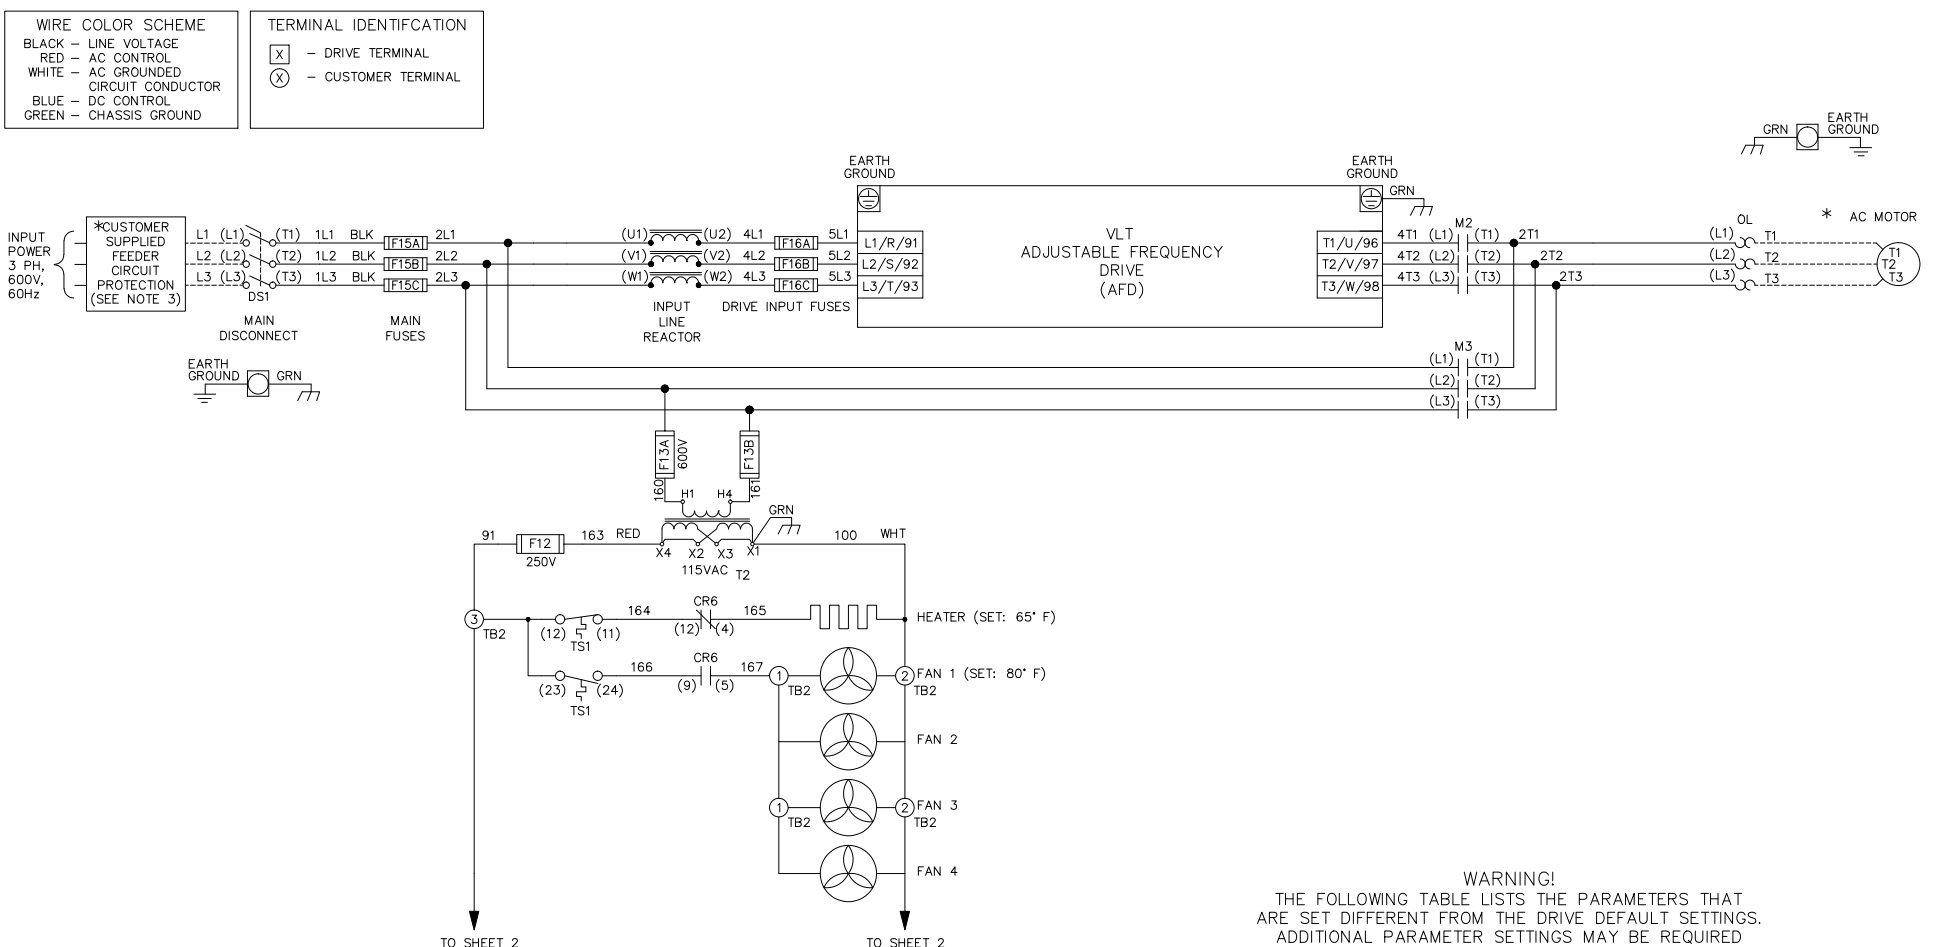 WIRE COLOR SCHEME
BLACK – LINE VOLTAGE
RED – AC CONTROL
WHITE – AC GROUNDED
CIRCUIT CONDUCTOR
BLUE – DC CONTROL
GREEN – CHASSIS GROUND
TERMINAL IDENTIFCATION
X – DRIVE TERMINAL
X – CUSTOMER TERMINAL
GRN
EARTH
GROUND
INPUT
POWER
3 PH,
600V,
60Hz
*CUSTOMER
SUPPLIED
FEEDER
CIRCUIT
PROTECTION
(SEE NOTE 3)
L1 (L1) (T1) 1L1 BLK F15A 2L1
L2 (L2) (T2) 1L2 BLK F15B 2L2
L3 (L3) (T3) 1L3 BLK F15C 2L3
DS1
MAIN
DISCONNECT
MAIN
FUSES
(U1) (U2) 4L1 F16A 5L1
(V1) (V2) 4L2 F16B 5L2
(W1) (W2) 4L3 F16C 5L3
INPUT
LINE
REACTOR
DRIVE INPUT FUSES
EARTH
GROUND
L1/R/91
L2/S/92
L3/T/93
VLT
ADJUSTABLE FREQUENCY
DRIVE
(AFD)
EARTH
GROUND
GRN
T1/U/96
T2/V/97
T3/W/98
M2
4T1 (L1) (T1) 2T1
4T2 (L2) (T2) 2T2
4T3 (L3) (T3) 2T3
OL
(L1) T1
(L2) T2
(L3) T3
* AC MOTOR
T1
T2
T3
M3
(L1) (T1)
(L2) (T2)
(L3) (T3)
EARTH
GROUND
GRN
F13A
600V
F13B
160
161
H1 H4
GRN
91 F12 163 RED
250V
X4 X2 X3 X1
100 WHT
115VAC T2
3
TB2
(12) (11)
TS1
164
CR6
(12) (4)
165
HEATER (SET: 65° F)
(23) (24)
TS1
166
CR6
(9) (5)
167
1
TB2
2
TB2
FAN 1 (SET: 80° F)
FAN 2
1
TB2
2
TB2
FAN 3
FAN 4
TO SHEET 2
TO SHEET 2
WARNING!
THE FOLLOWING TABLE LISTS THE PARAMETERS THAT
ARE SET DIFFERENT FROM THE DRIVE DEFAULT SETTINGS.
ADDITIONAL PARAMETER SETTINGS MAY BE REQUIRED